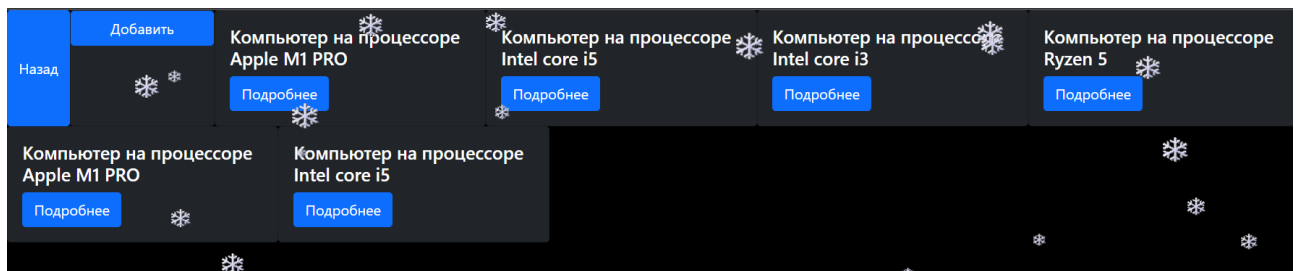 Назад
Добавить
Компьютер на процессоре
Apple M1 PRO
Подробнее
Компьютер на процессоре
Intel core i5
Подробнее
Компьютер на процессоре
Intel core i3
Подробнее
Компьютер на процессоре
Ryzen 5
Подробнее
Компьютер на процессоре
Apple M1 PRO
Подробнее
Компьютер на процессоре
Intel core i5
Подробнее